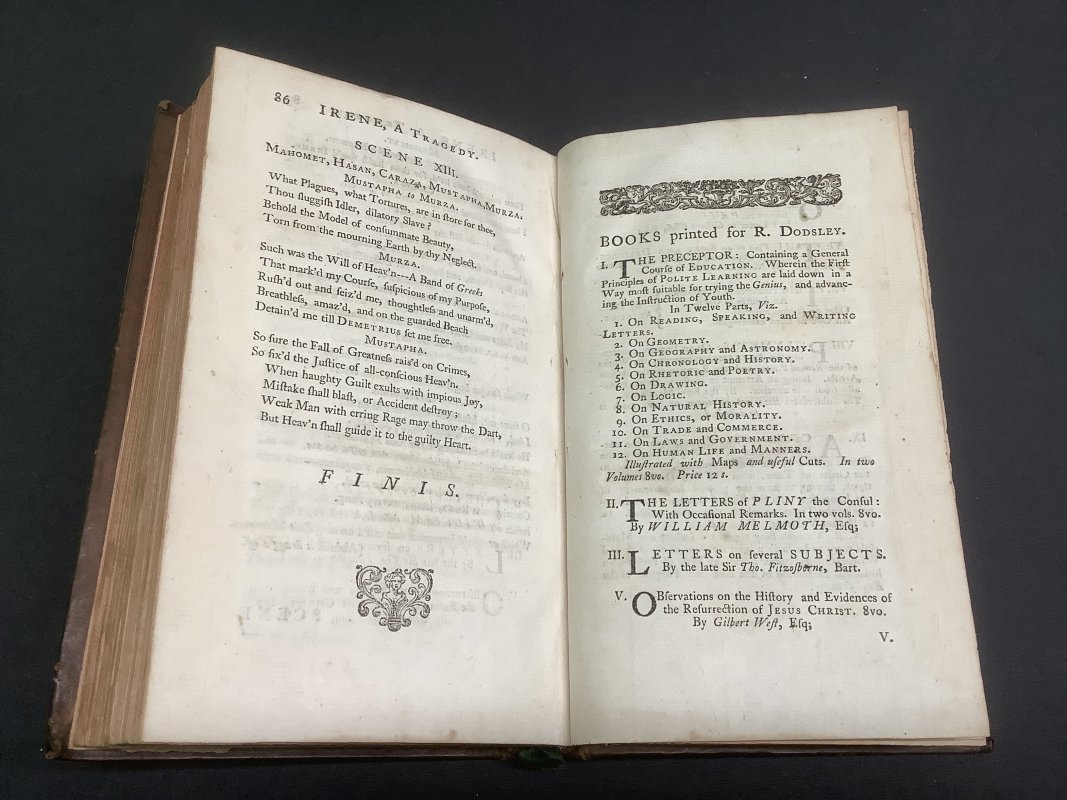 86
IRENE, A TRAGEDY.
SCENE XIII.
MAHOMET, HASAN, CARAZA, MUSTAPHA, MURZA.
MUSTAPHA to MURZA.
What Plagues, what Tortures, are in ſtore for thee,
Thou ſluggiſh Idler, dilatory Slave?
Behold the Model of conſummate Beauty,
Torn from the mourning Earth by thy Neglect.
MURZA.
Such was the Will of Heav'n---A Band of Greeks
That mark'd my Courſe, ſuſpicious of my Purpoſe,
Ruſh'd out and ſeiz'd me, thoughtleſs and unarm'd,
Breathleſs, amaz'd, and on the guarded Beach
Detain'd me till DEMETRIUS ſet me free.
MUSTAPHA.
So ſure the Fall of Greatneſs rais'd on Crimes,
So fix'd the Juſtice of all-conſcious Heav'n.
When haughty Guilt exults with impious Joy,
Miſtake ſhall blaſt, or Accident deſtroy;
Weak Man with erring Rage may throw the Dart,
But Heav'n ſhall guide it to the guilty Heart.
FINIS.
BOOKS printed for R. DODSLEY.
I. THE PRECEPTOR: Containing a General
Courſe of EDUCATION. Wherein the Firſt
Principles of POLITE LEARNING are laid down in a
Way moſt ſuitable for trying the Genius, and advanc-
ing the Inſtruction of Youth.
In Twelve Parts, Viz.
1. On READING, SPEAKING, and WRITING
LETTERS.
2. On GEOMETRY.
3. On GEOGRAPHY and ASTRONOMY.
4. On CHRONOLOGY and HISTORY.
5. On RHETORIC and POETRY.
6. On DRAWING.
7. On LOGIC.
8. On NATURAL HISTORY.
9. On ETHICS, or MORALITY.
10. On TRADE and COMMERCE.
11. On LAWS and GOVERNMENT.
12. On HUMAN LIFE and MANNERS.
Illuſtrated with Maps and uſeful Cuts. In two
Volumes 8vo. Price 12 s.
II. THE LETTERS of PLINY the Conſul:
With Occaſional Remarks. In two vols. 8vo.
By WILLIAM MELMOTH, Eſq;
III. LETTERS on ſeveral SUBJECTS.
By the late Sir Tho. Fitzoſborne, Bart.
V. OBſervations on the Hiſtory and Evidences of
the Reſurrection of JESUS CHRIST. 8vo.
By Gilbert Weſt, Eſq;
V.